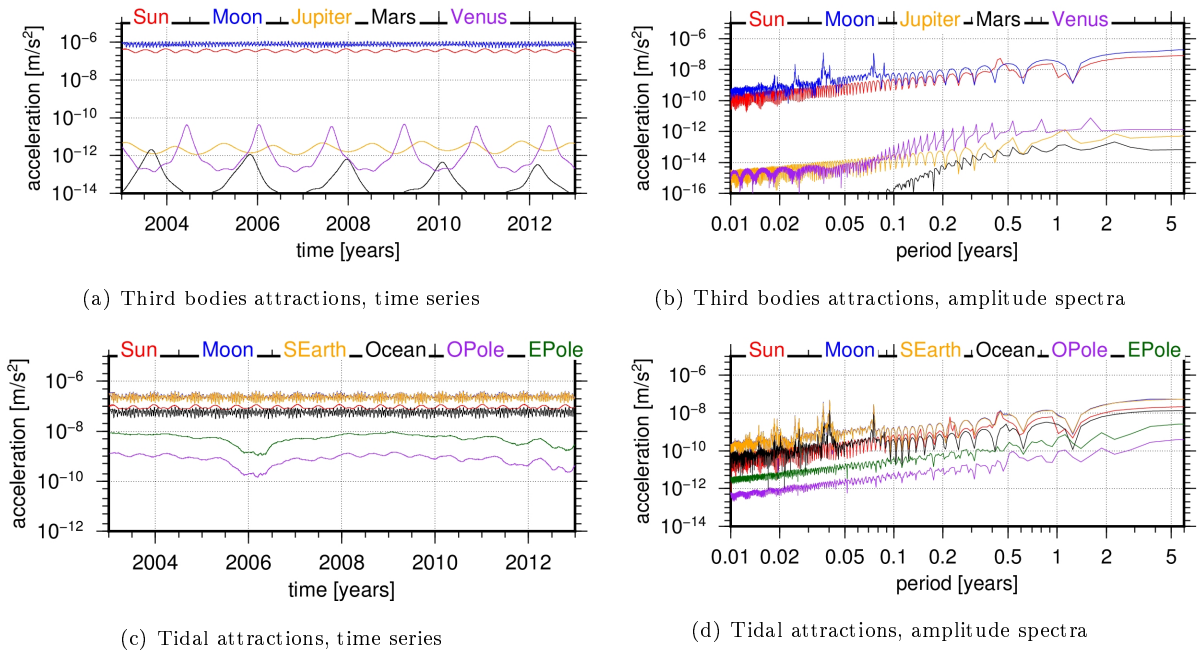 Sun Moon Jupiter Mars Venus
acceleration [m/s²]
10⁻⁶
10⁻⁸
10⁻¹⁰
10⁻¹²
10⁻¹⁴
2004 2006 2008 2010 2012
time [years]
(a) Third bodies attractions, time series
Sun Moon Jupiter Mars Venus
acceleration [m/s²]
10⁻⁶
10⁻⁸
10⁻¹⁰
10⁻¹²
10⁻¹⁴
10⁻¹⁶
0.01 0.02 0.05 0.1 0.2 0.5 1 2 5
period [years]
(b) Third bodies attractions, amplitude spectra
Sun Moon SEarth Ocean OPole EPole
acceleration [m/s²]
10⁻⁶
10⁻⁸
10⁻¹⁰
10⁻¹²
2004 2006 2008 2010 2012
time [years]
(c) Tidal attractions, time series
Sun Moon SEarth Ocean OPole EPole
acceleration [m/s²]
10⁻⁶
10⁻⁸
10⁻¹⁰
10⁻¹²
10⁻¹⁴
0.01 0.02 0.05 0.1 0.2 0.5 1 2 5
period [years]
(d) Tidal attractions, amplitude spectra